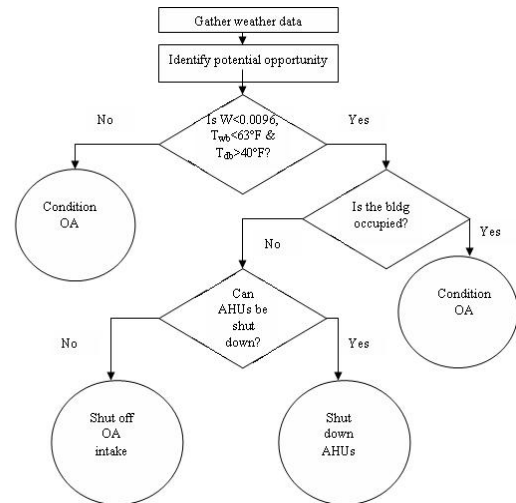 Gather weather data
Identify potential opportunity
No
Is W<0.0096,
Twb<63°F &
Tdb>40°F?
Yes
Condition
OA
Is the bldg
occupied?
No
Yes
Condition
OA
Can
AHUs be
shut
down?
No
Yes
Shut off
OA
intake
Shut
down
AHUs